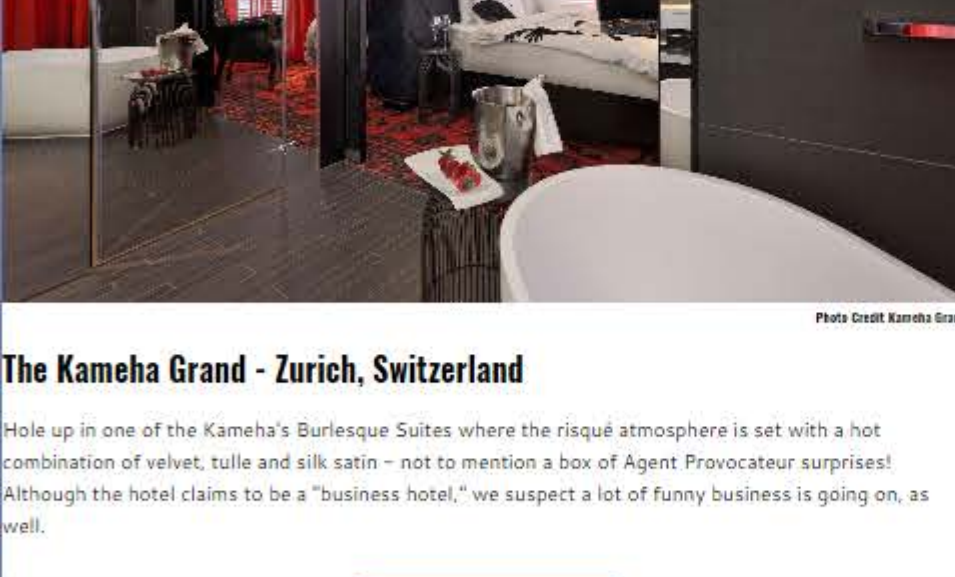 Photo Credit Kameha Gra
The Kameha Grand - Zurich, Switzerland
Hole up in one of the Kameha's Burlesque Suites where the risqué atmosphere is set with a hot
combination of velvet, tulle and silk satin – not to mention a box of Agent Provocateur surprises!
Although the hotel claims to be a "business hotel," we suspect a lot of funny business is going on, as
well.